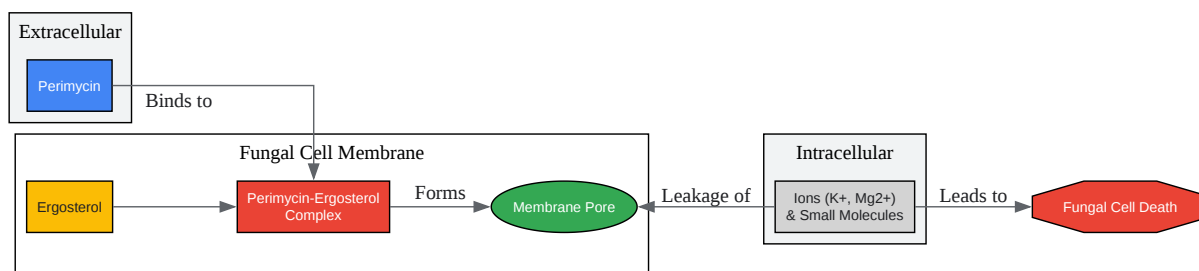 Extracellular
Perimycin
Binds to
Fungal Cell Membrane
Ergosterol
Perimycin-Ergosterol
Complex
Forms
Membrane Pore
Leakage of
Intracellular
Ions (K+, Mg2+)
& Small Molecules
Leads to
Fungal Cell Death